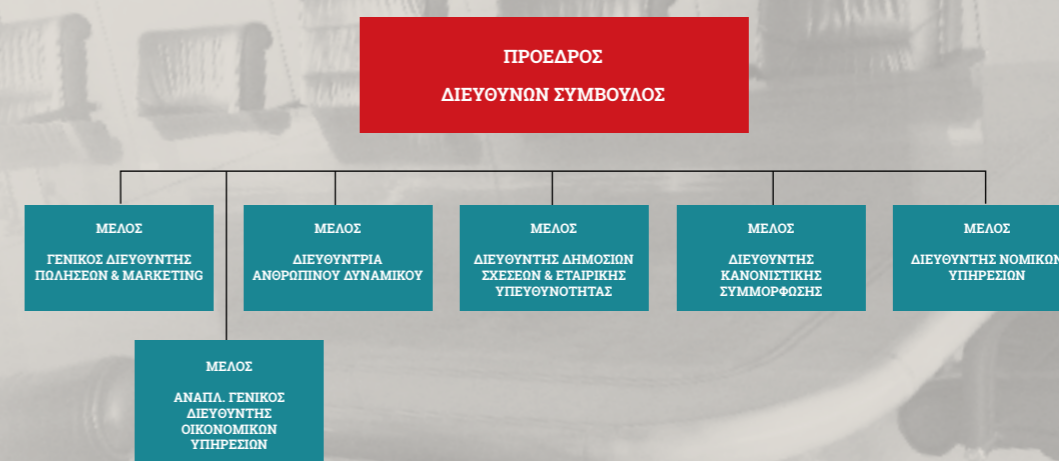 ΠΡΟΕΔΡΟΣ
ΔΙΕΥΘΥΝΩΝ ΣΥΜΒΟΥΛΟΣ
ΜΕΛΟΣ
ΓΕΝΙΚΟΣ ΔΙΕΥΘΥΝΤΗΣ
ΠΩΛΗΣΕΩΝ & MARKETING
ΜΕΛΟΣ
ΔΙΕΥΘΥΝΤΡΙΑ
ΑΝΘΡΩΠΙΝΟΥ ΔΥΝΑΜΙΚΟΥ
ΜΕΛΟΣ
ΔΙΕΥΘΥΝΤΗΣ ΔΗΜΟΣΙΩΝ
ΣΧΕΣΕΩΝ & ΕΤΑΙΡΙΚΗΣ
ΥΠΕΥΘΥΝΟΤΗΤΑΣ
ΜΕΛΟΣ
ΔΙΕΥΘΥΝΤΗΣ
ΚΑΝΟΝΙΣΤΙΚΗΣ
ΣΥΜΜΟΡΦΩΣΗΣ
ΜΕΛΟΣ
ΔΙΕΥΘΥΝΤΗΣ ΝΟΜΙΚΩΝ
ΥΠΗΡΕΣΙΩΝ
ΜΕΛΟΣ
ΑΝΑΠΛ. ΓΕΝΙΚΟΣ
ΔΙΕΥΘΥΝΤΗΣ
ΟΙΚΟΝΟΜΙΚΩΝ
ΥΠΗΡΕΣΙΩΝ